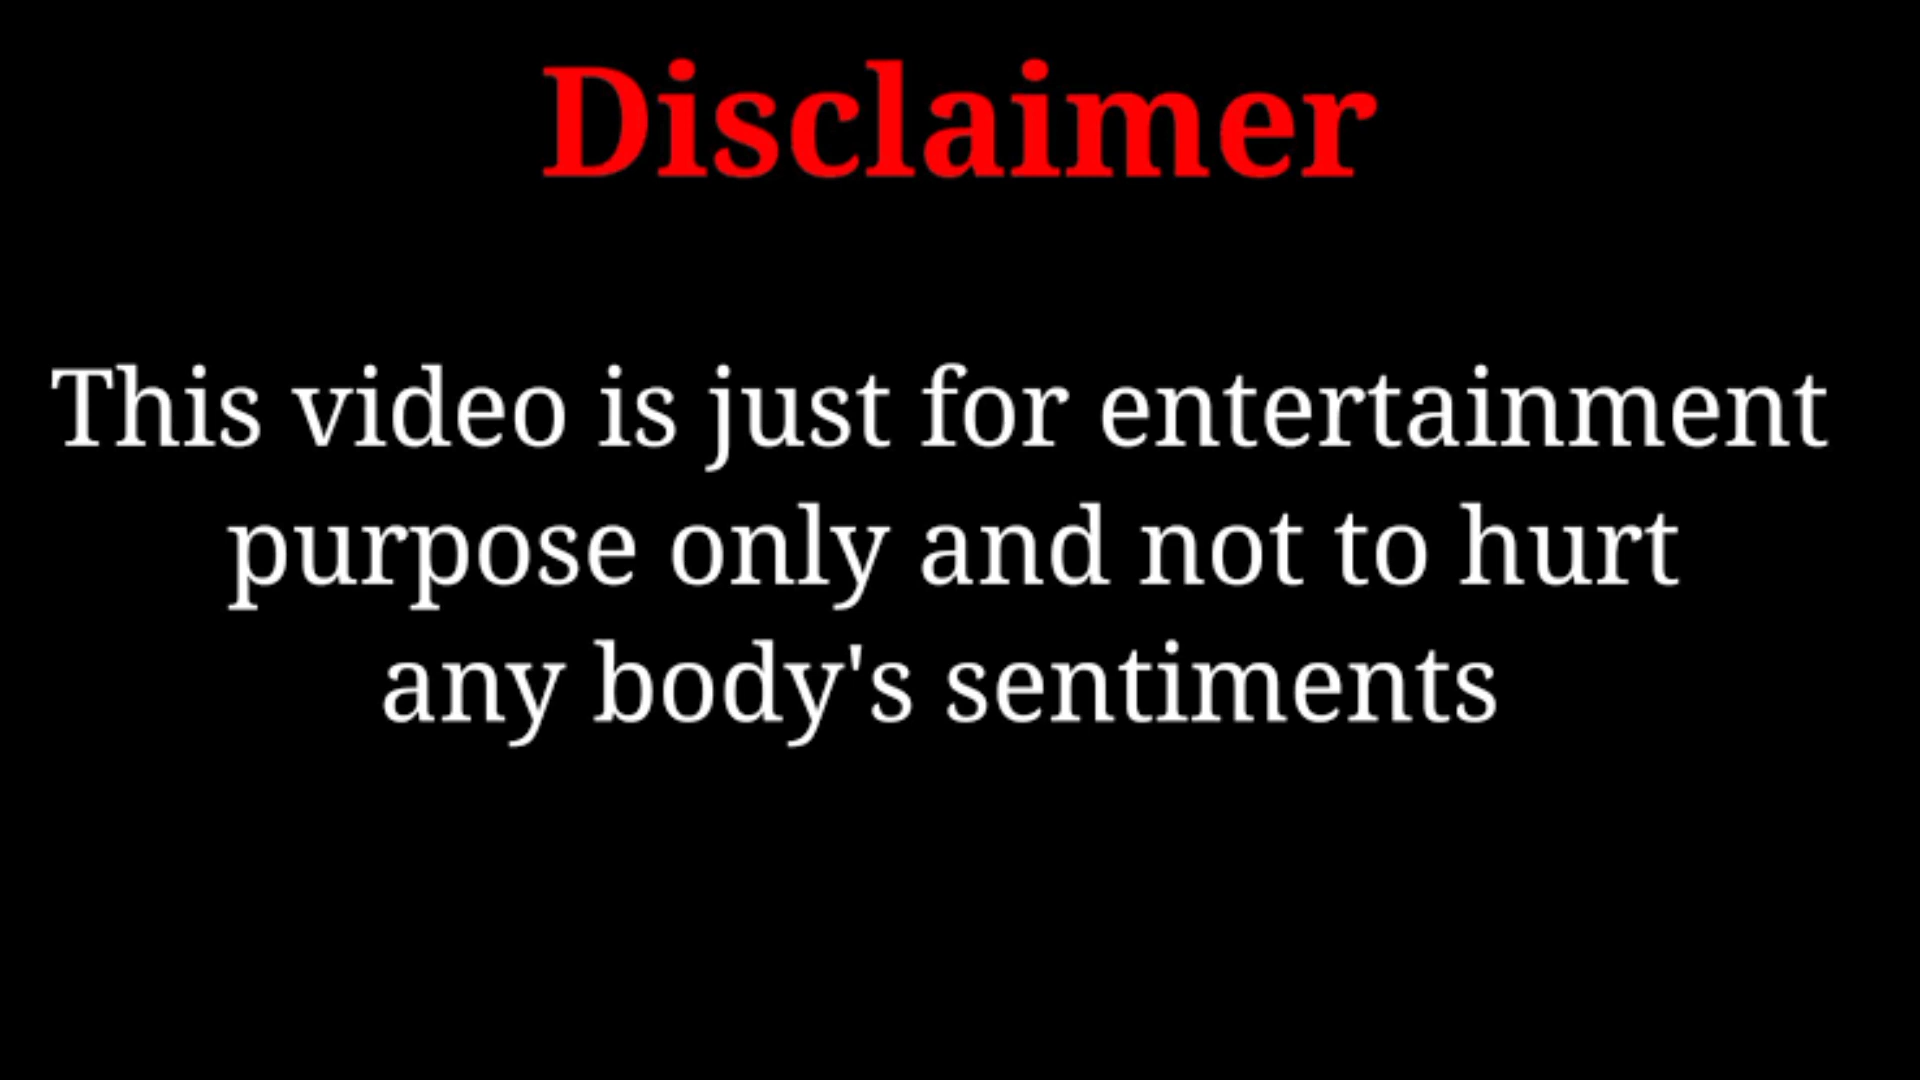 Disclaimer
This video is just for entertainment
purpose only and not to hurt
any body's sentiments